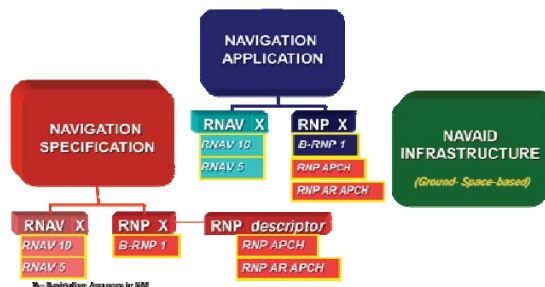 NAVIGATION
APPLICATION
NAVIGATION
SPECIFICATION
RNAV X
RNAV 10
RNAV 5
RNP X
B-RNP 1
RNP APCH
RNP AR APCH
NAVAID
INFRASTRUCTURE
(Ground- Space-based)
RNAV X
RNAV 10
RNAV 5
RNP X
B-RNP 1
RNP descriptor
RNP APCH
RNP AR APCH